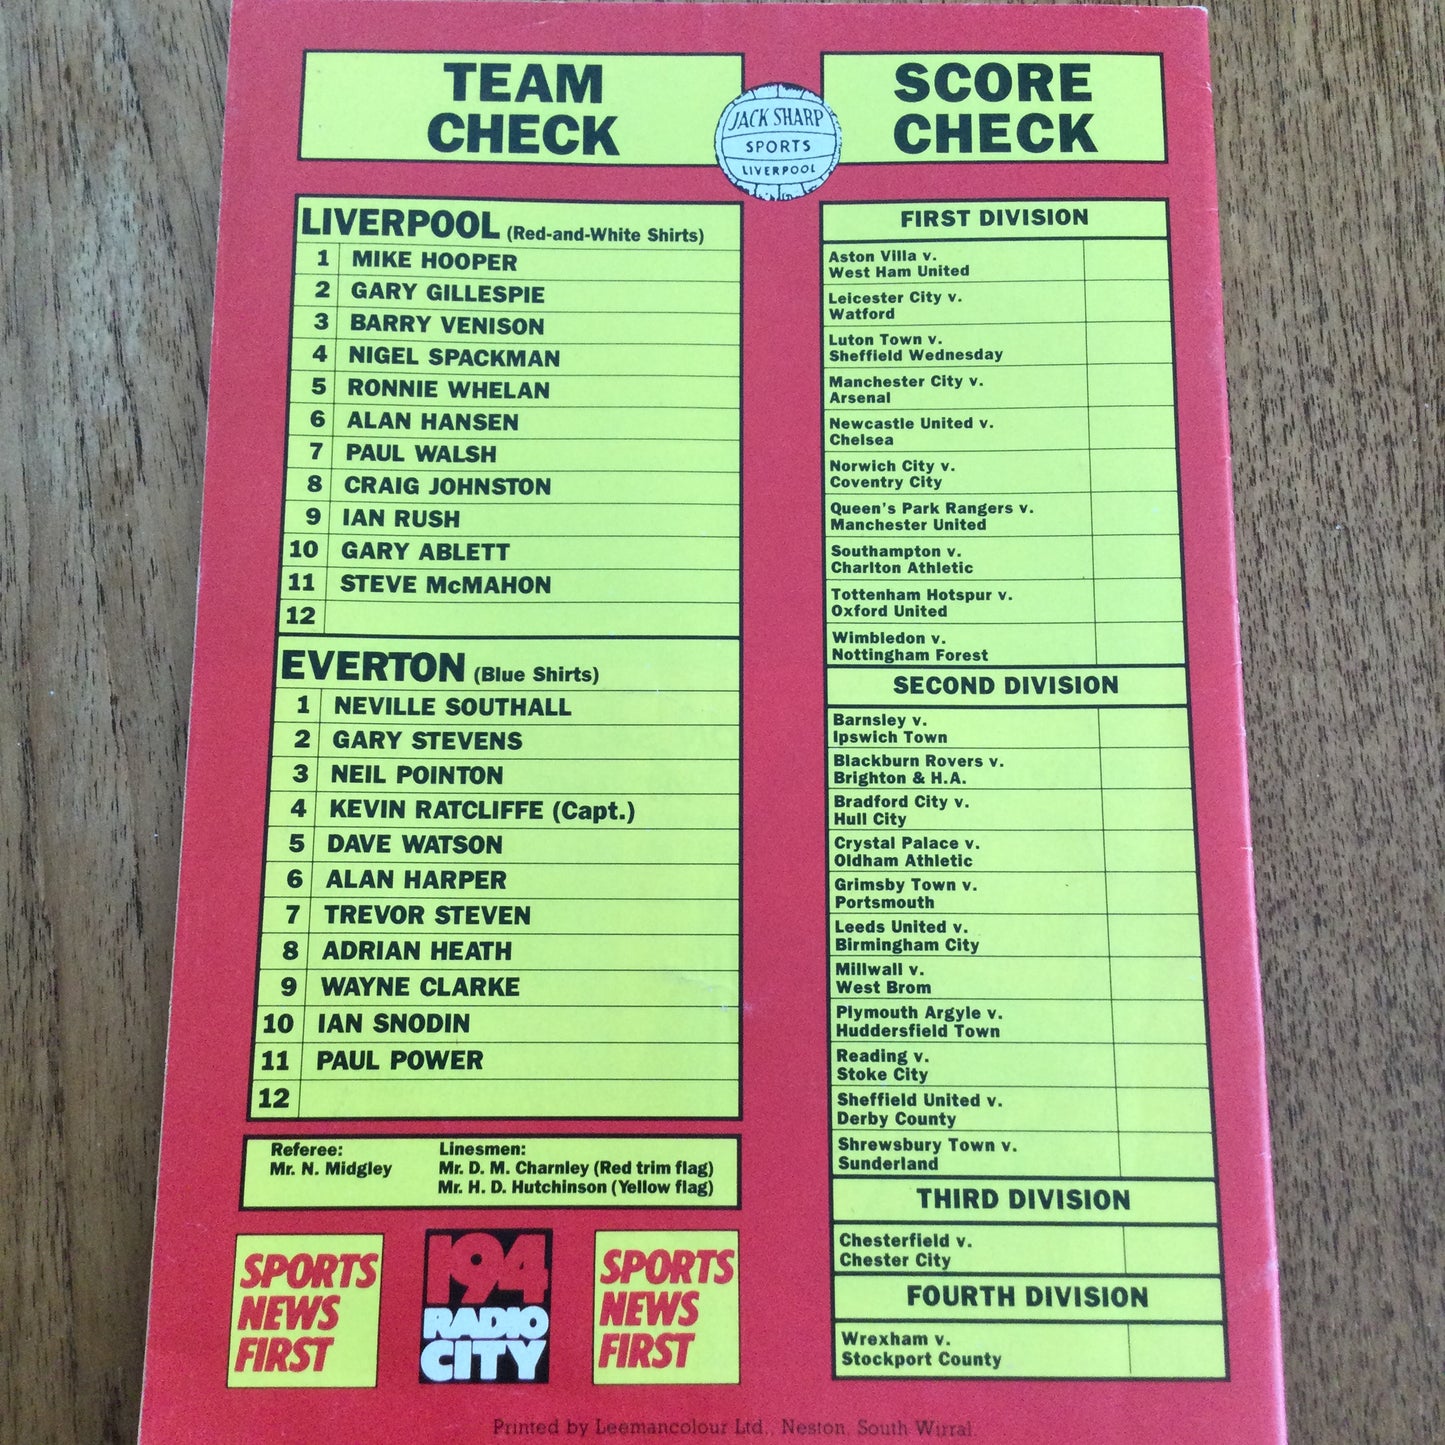 TEAM
CHECK
JACK SHARP
SPORTS
LIVERPOOL
SCORE
CHECK
LIVERPOOL (Red-and-White Shirts)
1 MIKE HOOPER
2 GARY GILLESPIE
3 BARRY VENISON
4 NIGEL SPACKMAN
5 RONNIE WHELAN
6 ALAN HANSEN
7 PAUL WALSH
8 CRAIG JOHNSTON
9 IAN RUSH
10 GARY ABLETT
11 STEVE McMAHON
12
EVERTON (Blue Shirts)
1 NEVILLE SOUTHALL
2 GARY STEVENS
3 NEIL POINTON
4 KEVIN RATCLIFFE (Capt.)
5 DAVE WATSON
6 ALAN HARPER
7 TREVOR STEVEN
8 ADRIAN HEATH
9 WAYNE CLARKE
10 IAN SNODIN
11 PAUL POWER
12
Referee:
Mr. N. Midgley
Linesmen:
Mr. D. M. Charnley (Red trim flag)
Mr. H. D. Hutchinson (Yellow flag)
SPORTS
NEWS
FIRST
194
RADIO
CITY
SPORTS
NEWS
FIRST
FIRST DIVISION
Aston Villa v.
West Ham United
Leicester City v.
Watford
Luton Town v.
Sheffield Wednesday
Manchester City v.
Arsenal
Newcastle United v.
Chelsea
Norwich City v.
Coventry City
Queen's Park Rangers v.
Manchester United
Southampton v.
Charlton Athletic
Tottenham Hotspur v.
Oxford United
Wimbledon v.
Nottingham Forest
SECOND DIVISION
Barnsley v.
Ipswich Town
Blackburn Rovers v.
Brighton & H.A.
Bradford City v.
Hull City
Crystal Palace v.
Oldham Athletic
Grimsby Town v.
Portsmouth
Leeds United v.
Birmingham City
Millwall v.
West Brom
Plymouth Argyle v.
Huddersfield Town
Reading v.
Stoke City
Sheffield United v.
Derby County
Shrewsbury Town v.
Sunderland
THIRD DIVISION
Chesterfield v.
Chester City
FOURTH DIVISION
Wrexham v.
Stockport County
Printed by Leemancolour Ltd., Neston, South Wirral.